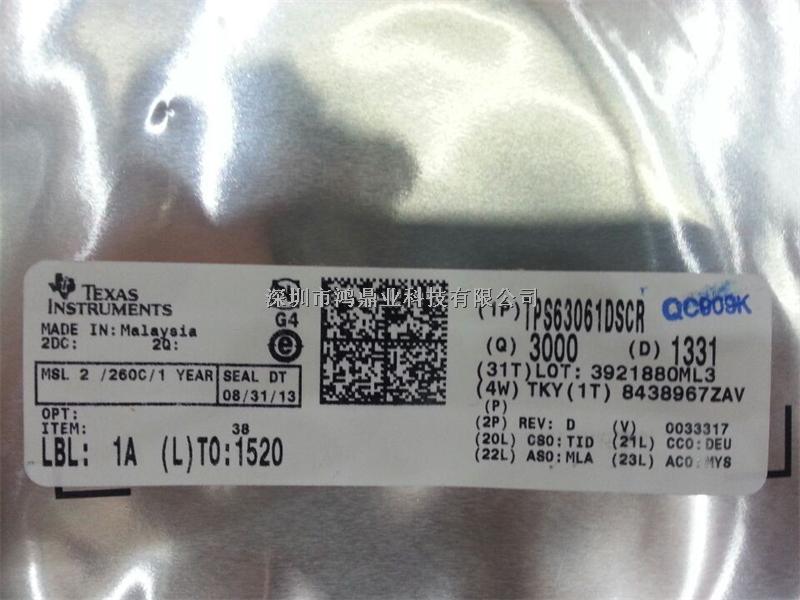 TEXAS
INSTRUMENTS
MADE IN: Malaysia
2DC: 2Q:
G4
e
MSL 2 /260C/1 YEAR
SEAL DT
08/31/13
OPT:
ITEM: 38
LBL: 1A (L)TO:1520
深圳市鸿鼎业科技有限公司
(1P)TPS63061DSCR
QC909K
(Q) 3000 (D) 1331
(31T)LOT: 3921880ML3
(4W) TKY(1T) 8438967ZAV
(P)
(2P) REV: D (V) 0033317
(20L) CSO:TID (21L) CCO:DEU
(22L) ASO:MLA (23L) ACO:MYS